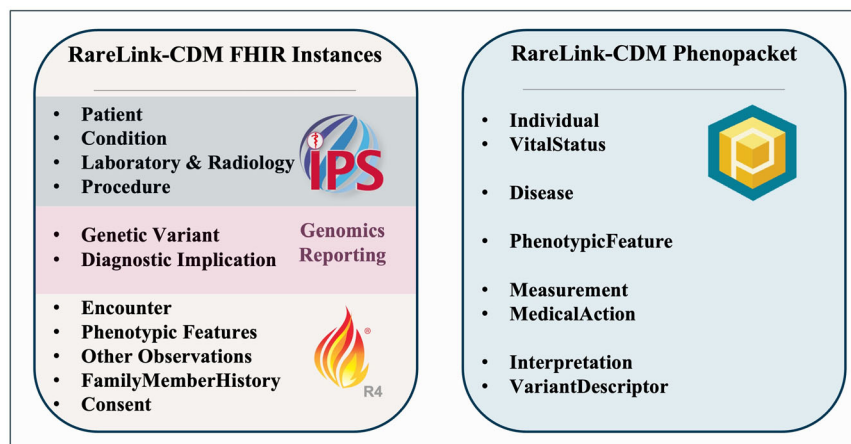 RareLink-CDM FHIR Instances
• Patient
• Condition
• Laboratory & Radiology
• Procedure
IPS
• Genetic Variant
• Diagnostic Implication
Genomics
Reporting
• Encounter
• Phenotypic Features
• Other Observations
• FamilyMemberHistory
• Consent
®
R4
RareLink-CDM Phenopacket
• Individual
• VitalStatus
• Disease
• PhenotypicFeature
• Measurement
• MedicalAction
• Interpretation
• VariantDescriptor